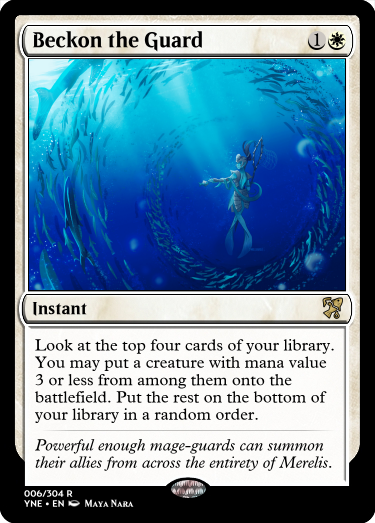 Beckon the Guard 1
Instant
Look at the top four cards of your library.
You may put a creature with mana value
3 or less from among them onto the
battlefield. Put the rest on the bottom of
your library in a random order.
Powerful enough mage-guards can summon
their allies from across the entirety of Merelis.
006/304 R
YNE • EN Maya Nara